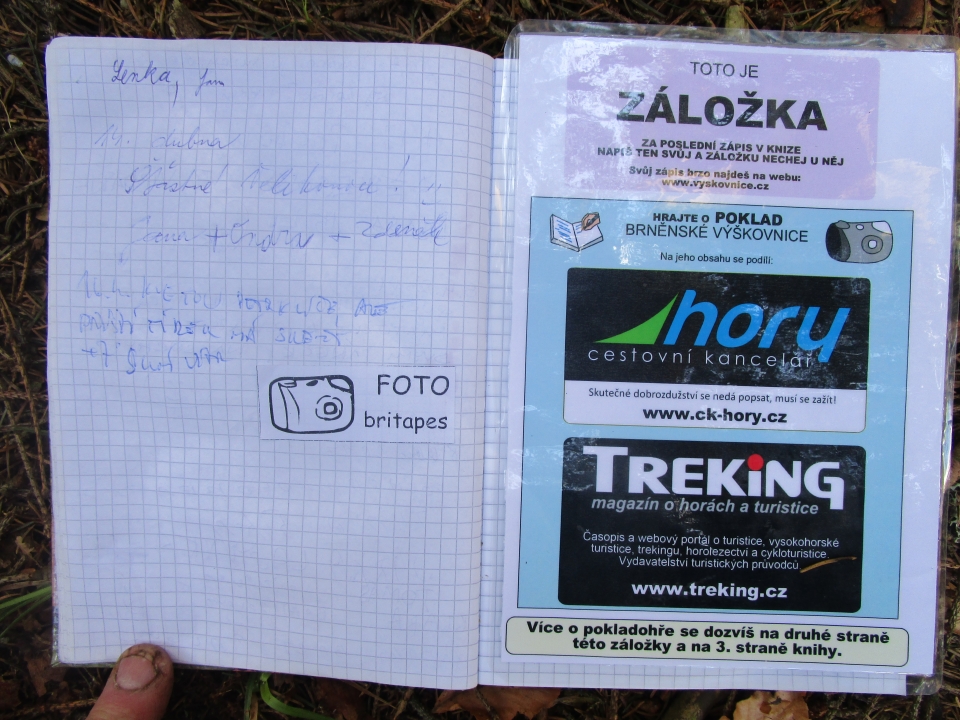 Lenka,
14. dubna
Šťastné
+ + Zdeněk
FOTO
britapes
TOTO JE
ZÁLOŽKA
ZA POSLEDNÍ ZÁPIS V KNIZE
NAPIŠ TEN SVŮJ A ZÁLOŽKU NECHEJ U NĚJ
Svůj zápis brzo najdeš na webu:
www.vyskovnice.cz
HRAJTE O POKLAD
BRNĚNSKÉ VÝŠKOVNICE
Na jeho obsahu se podílí:
hory
cestovní kancelář
Skutečné dobrozdružství se nedá popsat, musí se zažít!
www.ck-hory.cz
TREKiNG
magazín o horách a turistice
Časopis a webový portál o turistice, vysokohorské
turistice, trekingu, horolezectví a cykloturistice.
Vydavatelství turistických průvodců.
www.treking.cz
Více o pokladohře se dozvíš na druhé straně
této záložky a na 3. straně knihy.